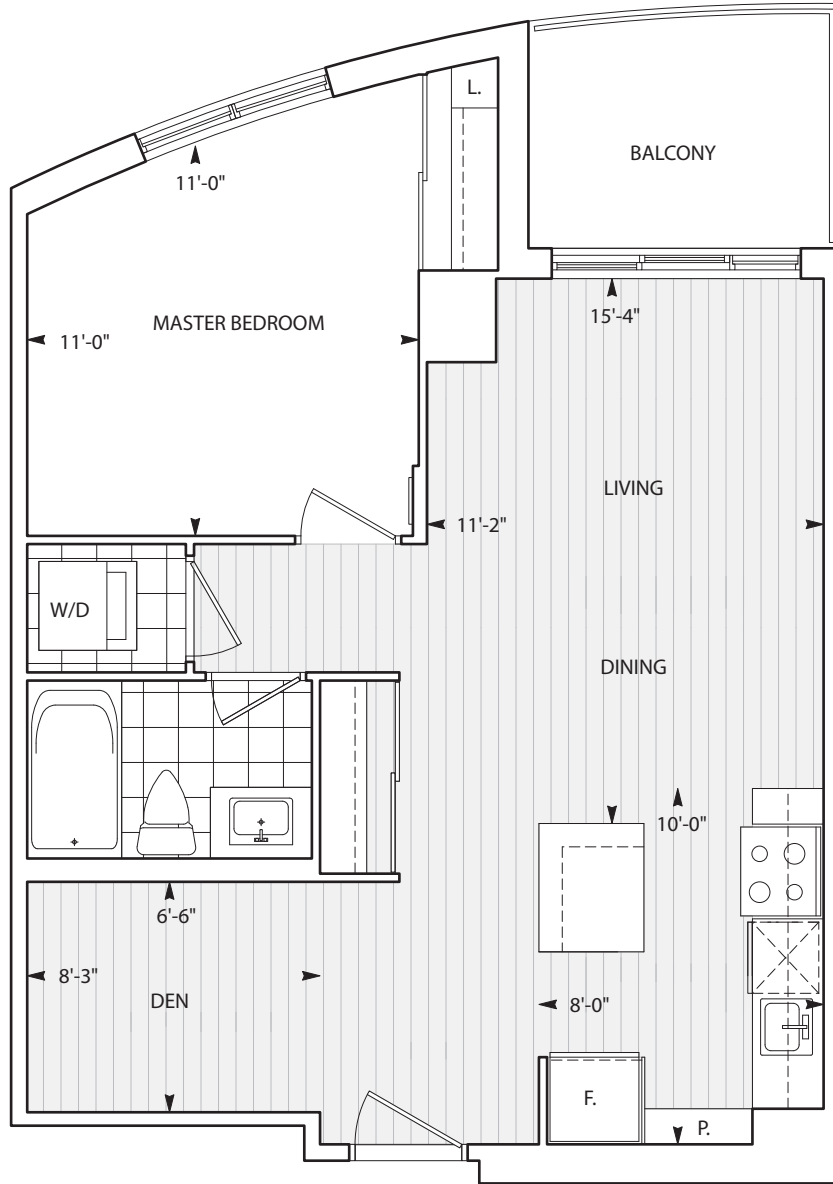 L.
BALCONY
11'-0"
15'-4"
MASTER BEDROOM
11'-0"
LIVING
11'-2"
W/D
DINING
10'-0"
6'-6"
8'-3"
DEN
8'-0"
F.
P.